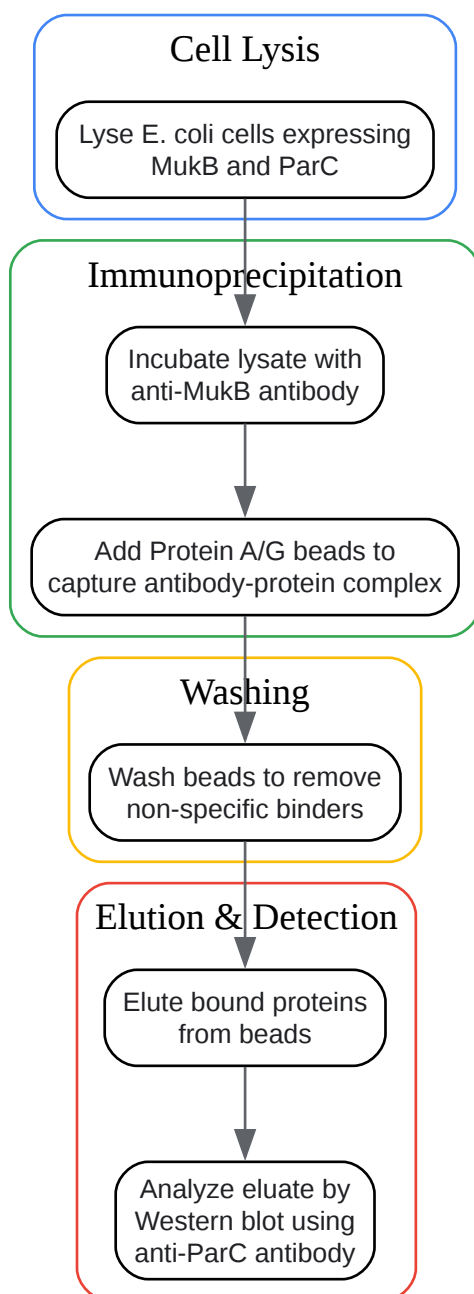 Cell Lysis
Lyse E. coli cells expressing
MukB and ParC
Immunoprecipitation
Incubate lysate with
anti-MukB antibody
Add Protein A/G beads to
capture antibody-protein complex
Washing
Wash beads to remove
non-specific binders
Elution & Detection
Elute bound proteins
from beads
Analyze eluate by
Western blot using
anti-ParC antibody